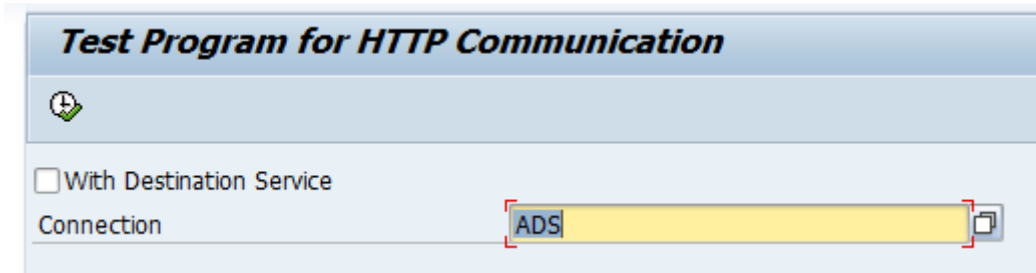 Test Program for HTTP Communication
With Destination Service
Connection ADS